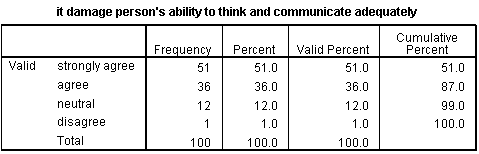 it damage person's ability to think and communicate adequately
Frequency Percent Valid Percent Cumulative Percent
Valid strongly agree 51 51.0 51.0 51.0
agree 36 36.0 36.0 87.0
neutral 12 12.0 12.0 99.0
disagree 1 1.0 1.0 100.0
Total 100 100.0 100.0